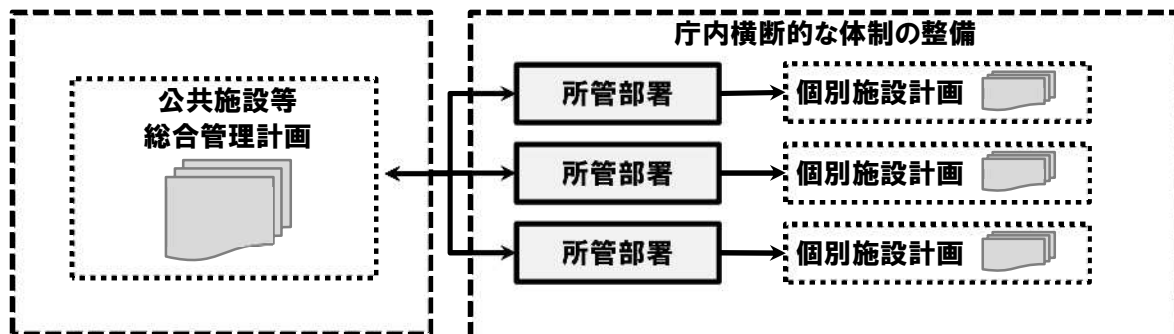 庁内横断的な体制の整備
公共施設等
総合管理計画
所管部署
個別施設計画
所管部署
個別施設計画
所管部署
個別施設計画